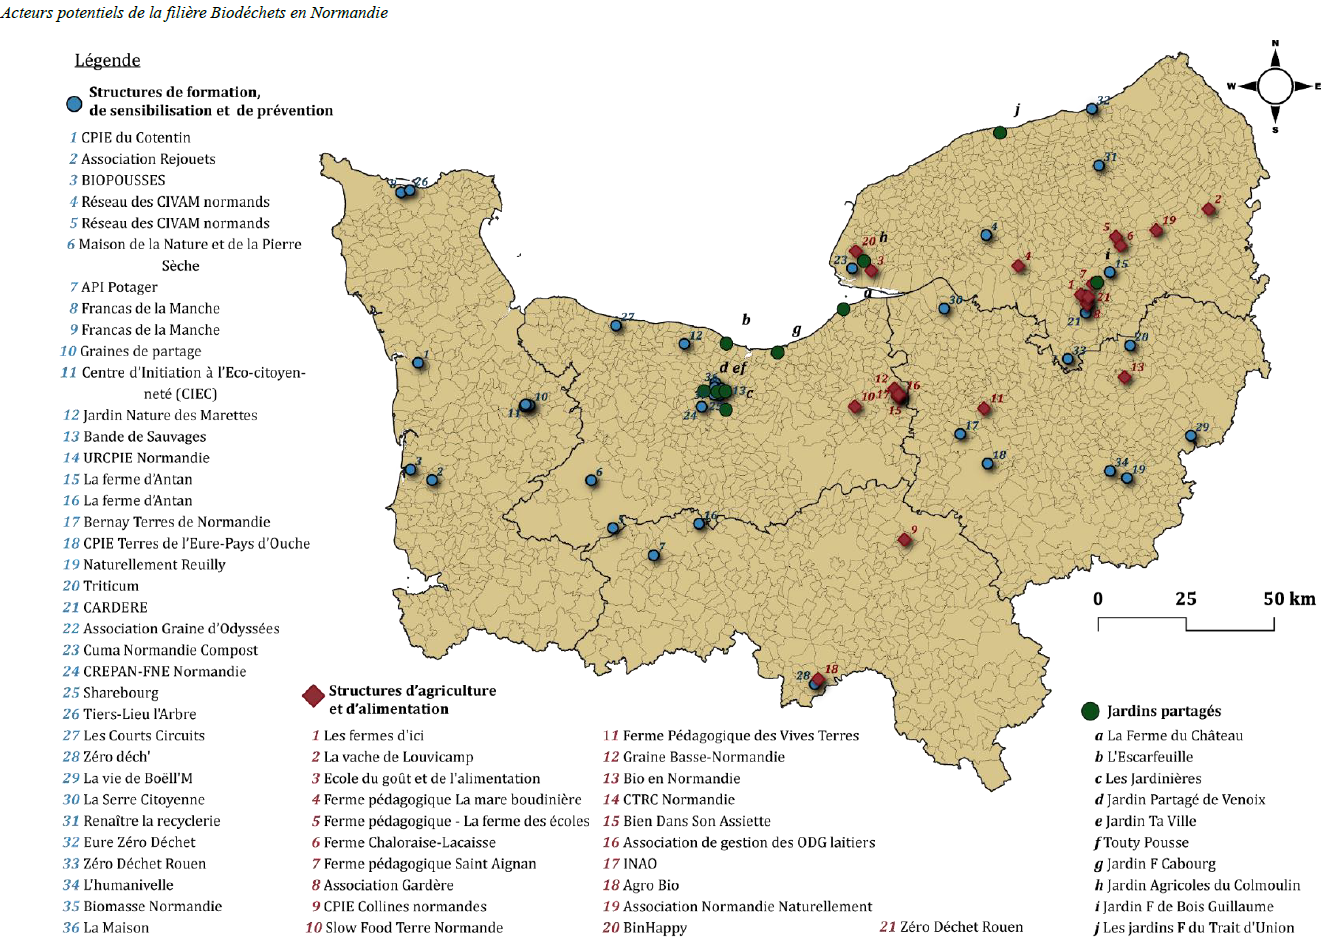 Acteurs potentiels de la filière Biodéchets en Normandie
Légende
Structures de formation,
de sensibilisation et de prévention
1 CPIE du Cotentin
2 Association Rejouets
3 BIOPOUSSES
4 Réseau des CIVAM normands
5 Réseau des CIVAM normands
6 Maison de la Nature et de la Pierre
Sèche
7 API Potager
8 Francas de la Manche
9 Francas de la Manche
10 Graines de partage
11 Centre d'Initiation à l'Eco-citoyen-
neté (CIEC)
12 Jardin Nature des Marettes
13 Bande de Sauvages
14 URCPIE Normandie
15 La ferme d'Antan
16 La ferme d'Antan
17 Bernay Terres de Normandie
18 CPIE Terres de l'Eure-Pays d'Ouche
19 Naturellement Reuilly
20 Triticum
21 CARDERE
22 Association Graine d'Odyssées
23 Cuma Normandie Compost
24 CREPAN-FNE Normandie
25 Sharebourg
26 Tiers-Lieu l'Arbre
27 Les Courts Circuits
28 Zéro déch'
29 La vie de Boëll'M
30 La Serre Citoyenne
31 Renaître la recyclerie
32 Eure Zéro Déchet
33 Zéro Déchet Rouen
34 L'humanivelle
35 Biomasse Normandie
36 La Maison
Structures d'agriculture
et d'alimentation
1 Les fermes d'ici
2 La vache de Louvicamp
3 Ecole du goût et de l'alimentation
4 Ferme pédagogique La mare boudinière
5 Ferme pédagogique - La ferme des écoles
6 Ferme Chaloraise-Lacaisse
7 Ferme pédagogique Saint Aignan
8 Association Gardère
9 CPIE Collines normandes
10 Slow Food Terre Normande
11 Ferme Pédagogique des Vives Terres
12 Graine Basse-Normandie
13 Bio en Normandie
14 CTRC Normandie
15 Bien Dans Son Assiette
16 Association de gestion des ODG laitiers
17 INAO
18 Agro Bio
19 Association Normandie Naturellement
20 BinHappy
21 Zéro Déchet Rouen
Jardins partagés
a La Ferme du Château
b L'Escarfeuille
c Les Jardinières
d Jardin Partagé de Venoix
e Jardin Ta Ville
f Touty Pousse
g Jardin F Cabourg
h Jardin Agricoles du Colmoulin
i Jardin F de Bois Guillaume
j Les jardins F du Trait d'Union
N
W E
S
0 25 50 km
j
32
31
26
2
19
5
6
4
4
20
h
23
3
i
15
7
1
21
21
8
a
30
27
12
b
g
33
13
d ef
13
c
24
1
10
11
12
16
17
15
10
11
17
18
29
34
19
3
2
6
16
7
9
28
18